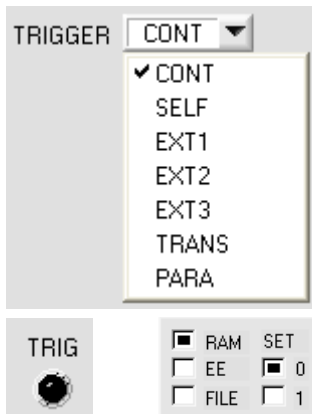 TRIGGER CONT
CONT
SELF
EXT1
EXT2
EXT3
TRANS
PARA
TRIG
RAM SET
EE 0
FILE 1